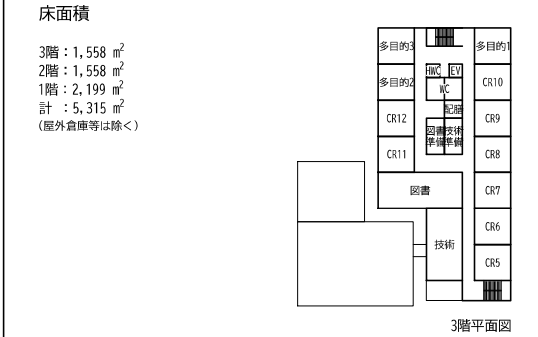 床面積
3階：1,558 m²
2階：1,558 m²
1階：2,199 m²
計　：5,315 m²
(屋外倉庫等は除く)
多目的3
多目的1
多目的2
HWC
EV
CR10
WC
配膳
CR12
CR9
図書準備
技術準備
CR11
CR8
図書
CR7
CR6
技術
CR5
3階平面図